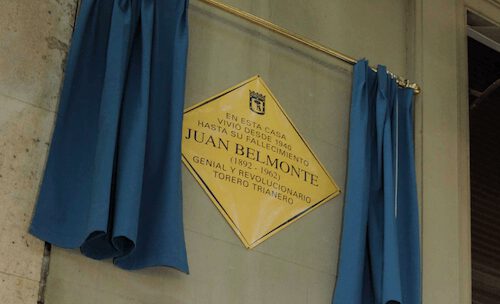 EN ESTA CASA
VIVIÓ DESDE 1940
HASTA SU FALLECIMIENTO
JUAN BELMONTE
(1892 - 1962)
GENIAL Y REVOLUCIONARIO
TORERO TRIANERO